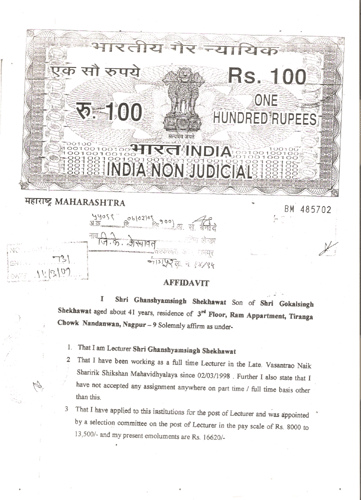 भारतीय गैर न्यायिक
एक सौ रुपये
Rs. 100
रु. 100
ONE
HUNDRED RUPEES
सत्यमेव जयते
भारत INDIA
INDIA NON JUDICIAL
महाराष्ट्र MAHARASHTRA
BM 485702
721
AFFIDAVIT
I Shri Ghanshyamsingh Shekhawat Son of Shri Gokalsingh
Shekhawat aged about 41 years, residence of 3rd Floor, Ram Appartment, Tiranga
Chowk Nandanwan, Nagpur – 9 Solemaly affirm as under-
1. That I am Lecturer Shri Ghanshyamsingh Shekhawat
2 That I have been working as a full time Lecturer in the Late. Vasantrao Naik
Sharirik Shikshan Mahavidhyalaya since 02/03/1998 . Further I also state that I
have not accepted any assignment anywhere on part time / full time basis other
than this.
3 That I have applied to this institutions for the post of Lecturer and was appointed
by a selection committee on the post of Lecturer in the pay scale of Rs. 8000 to
13,500/- and my present emoluments are Rs. 16620/-